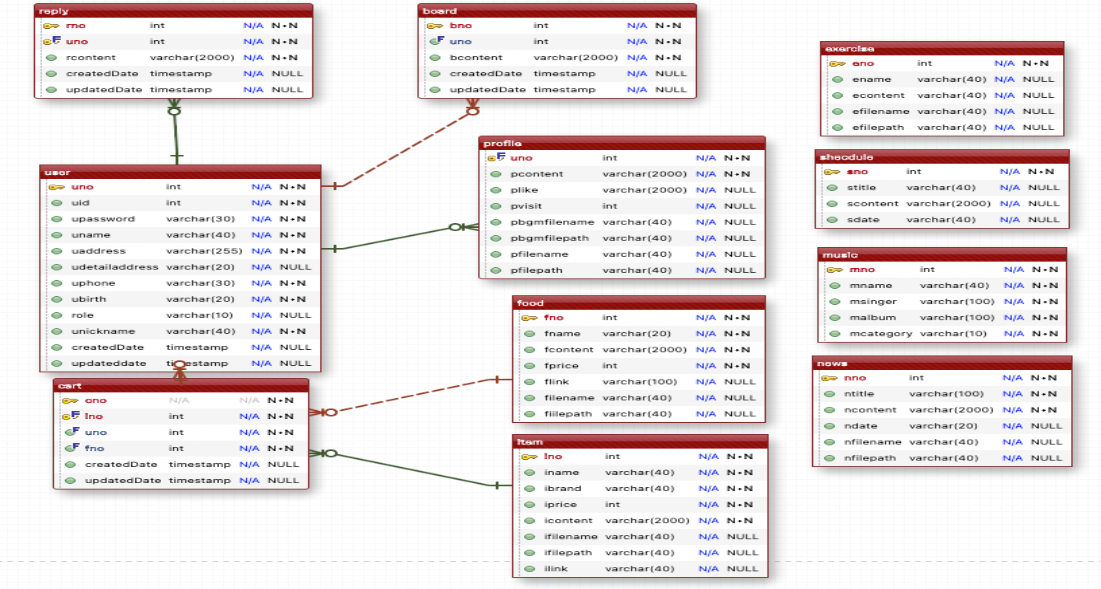 reply
rno int N/A N·N
uno int N/A N·N
rcontent varchar(2000) N/A N·N
createdDate timestamp N/A NULL
updatedDate timestamp N/A NULL
board
bno int N/A N·N
uno int N/A N·N
bcontent varchar(2000) N/A N·N
createdDate timestamp N/A NULL
updatedDate timestamp N/A NULL
exercise
eno int N/A N·N
ename varchar(40) N/A NULL
econtent varchar(40) N/A NULL
efilename varchar(40) N/A NULL
efilepath varchar(40) N/A NULL
profile
uno int N/A N·N
pcontent varchar(2000) N/A N·N
plike varchar(2000) N/A NULL
pvisit int N/A NULL
pbgmfilename varchar(40) N/A NULL
pbgmfilepath varchar(40) N/A NULL
pfilename varchar(40) N/A NULL
pfilepath varchar(40) N/A NULL
shecdule
sno int N/A N·N
stitle varchar(40) N/A NULL
scontent varchar(2000) N/A NULL
sdate varchar(40) N/A NULL
user
uno int N/A N·N
uid int N/A N·N
upassword varchar(30) N/A N·N
uname varchar(40) N/A N·N
uaddress varchar(255) N/A N·N
udetailaddress varchar(20) N/A NULL
uphone varchar(30) N/A N·N
ubirth varchar(20) N/A N·N
role varchar(10) N/A NULL
unickname varchar(40) N/A N·N
createdDate timestamp N/A NULL
updateddate timestamp N/A NULL
music
mno int N/A N·N
mname varchar(40) N/A N·N
msinger varchar(100) N/A N·N
malbum varchar(100) N/A N·N
mcategory varchar(10) N/A N·N
food
fno int N/A N·N
fname varchar(20) N/A N·N
fcontent varchar(2000) N/A N·N
fprice int N/A N·N
flink varchar(100) N/A NULL
filename varchar(40) N/A NULL
fiilepath varchar(40) N/A NULL
news
nno int N/A N·N
ntitle varchar(100) N/A N·N
ncontent varchar(2000) N/A N·N
ndate varchar(20) N/A NULL
nfilename varchar(40) N/A NULL
nfilepath varchar(40) N/A NULL
cart
N/A N/A N·N
Ino int N/A N·N
uno int N/A N·N
fno int N/A N·N
createdDate timestamp N/A NULL
updatedDate timestamp N/A NULL
item
Ino int N/A N·N
iname varchar(40) N/A N·N
ibrand varchar(40) N/A N·N
iprice int N/A N·N
icontent varchar(2000) N/A N·N
ifilename varchar(40) N/A NULL
ifilepath varchar(40) N/A NULL
ilink varchar(40) N/A NULL